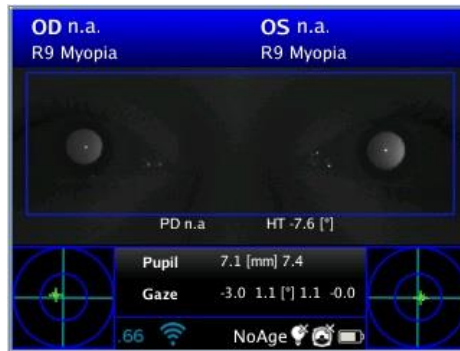 OD n.a. OS n.a.
R9 Myopia R9 Myopia
PD n.a HT -7.6 [°]
Pupil 7.1 [mm] 7.4
Gaze -3.0 1.1 [°] 1.1 -0.0
.66 NoAge